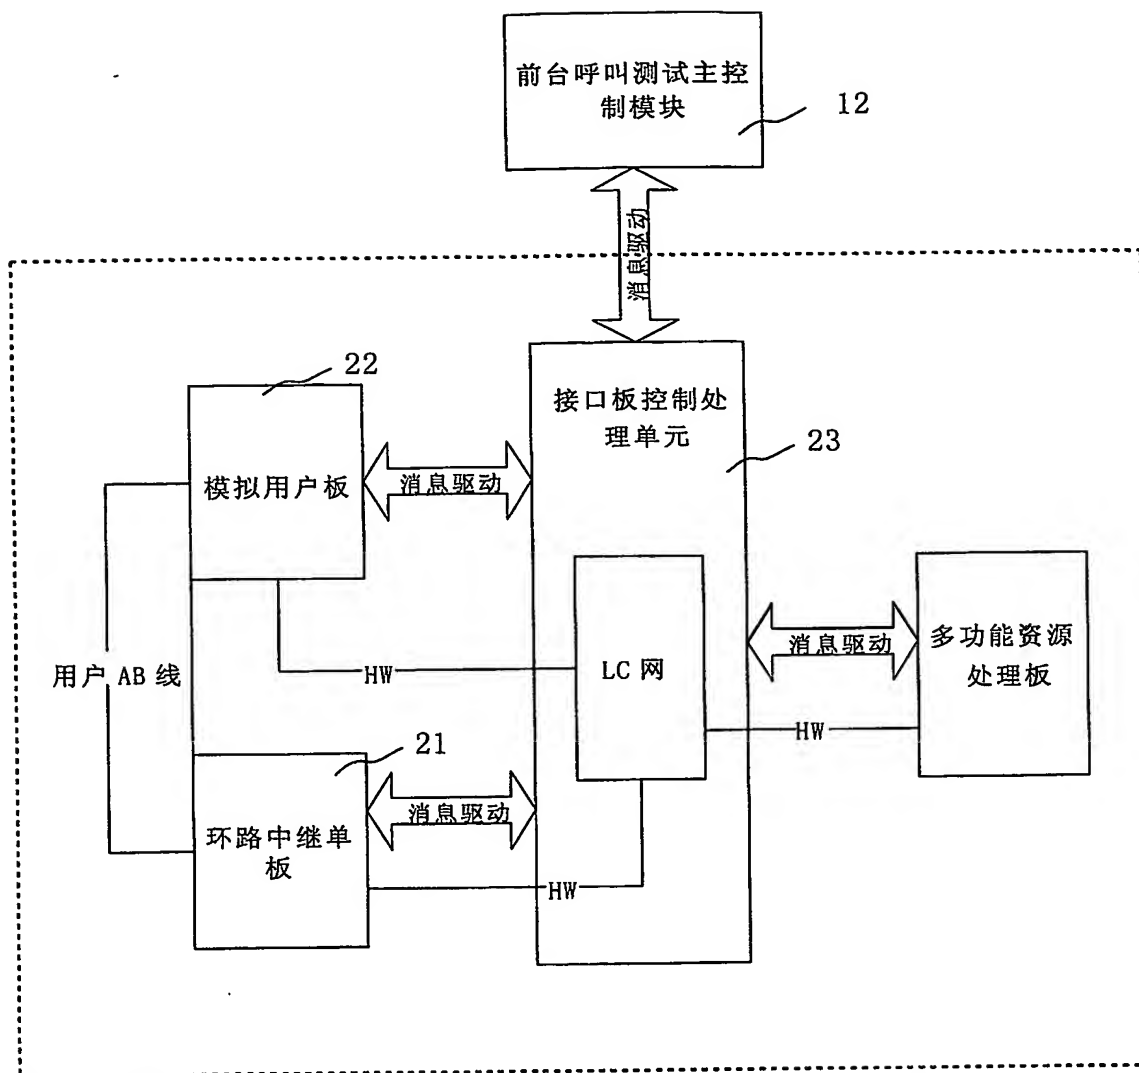 前台呼叫测试主控
制模块
12
消息驱动
22
接口板控制处
理单元
23
模拟用户板
消息驱动
消息驱动
多功能资源
处理板
用户 AB 线
HW
LC 网
HW
21
消息驱动
环路中继单
板
HW